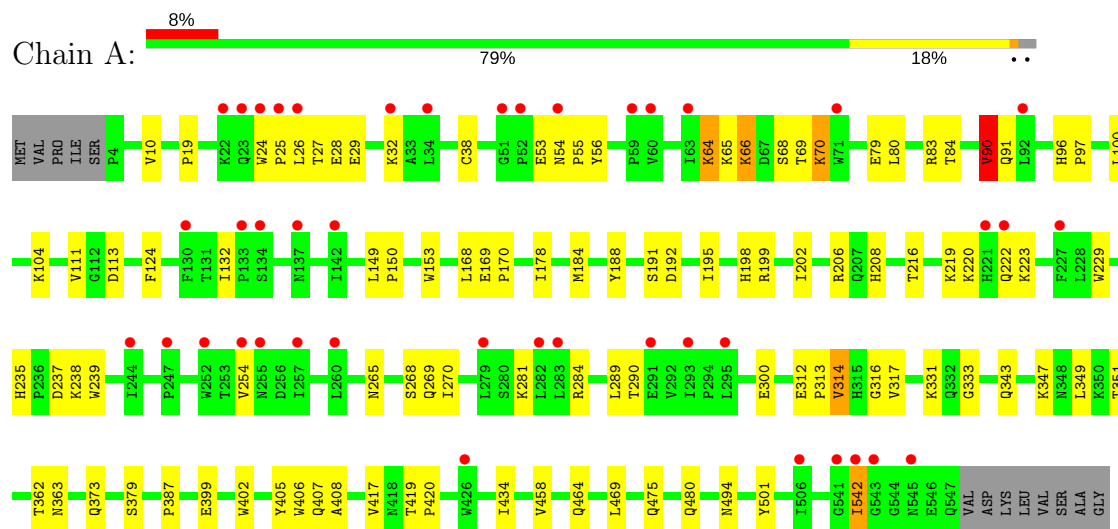 8%
Chain A:
79% 18% • •
MET VAL PRO ILE SER P4 V10 P19 K22 Q23 W24 P25 L26 T27 E28 E29 K32 A33 L34 C38 G51 P52 E53 N54 P55 Y56 P59 V60 I63 K64 K65 K66 D67 S68 T69 K70 W71 E79 L80 R83 T84 V90 Q91 L92 H96 P97 L100
K104 V111 G112 D113 F124 F130 T131 I132 P133 S134 N137 I142 L149 P150 W153 L168 E169 P170 I178 M184 Y188 S191 D192 I195 H198 R199 I202 R206 Q207 H208 T216 K219 K220 H221 Q222 K223 F227 L228 W229
H235 P236 D237 K238 W239 I244 P247 W252 T253 V254 N255 D256 I257 L260 N265 S268 Q269 I270 L279 S280 K281 L282 L283 R284 L289 T290 E291 V292 I293 P294 L295 E300 E312 P313 V314 H315 G316 V317 K331 Q332 G333 Q343 K347 N348 L349 K350 T351
T362 N363 Q373 S379 P387 E399 W402 Y405 W406 Q407 A408 V417 N418 T419 P420 W426 I434 V458 Q464 L469 Q475 Q480 N494 Y501 I506 G541 I542 G543 G544 N545 E546 Q547 VAL ASP LYS LEU VAL SER ALA GLY